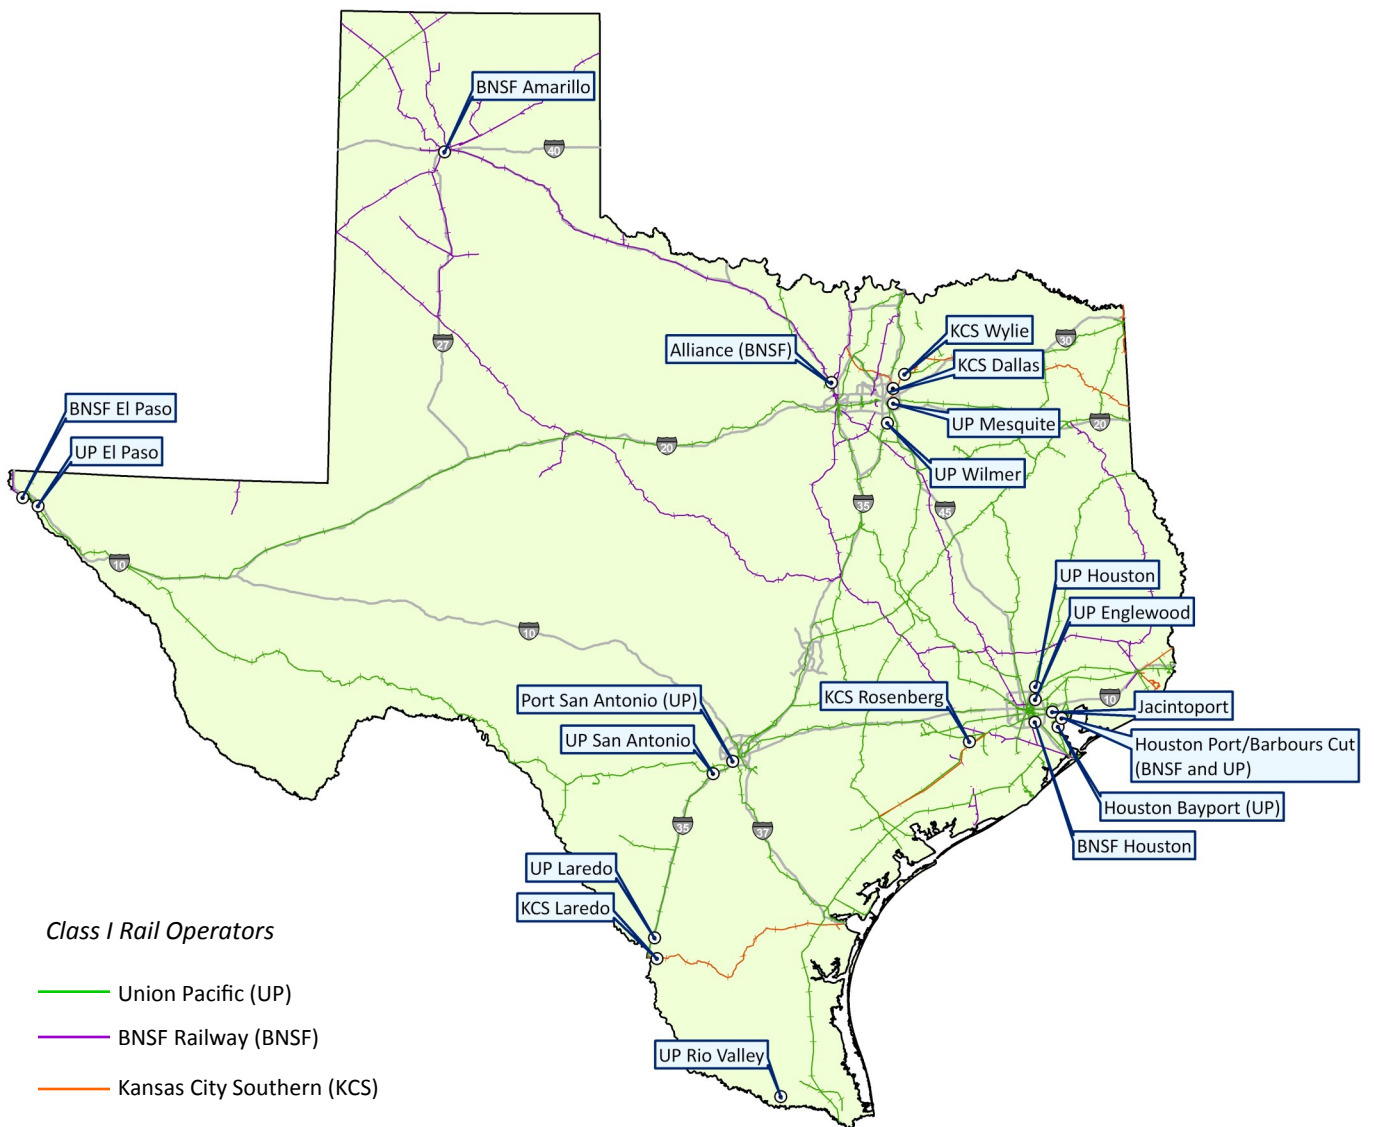 BNSF Amarillo
40
27
KCS Wylie
30
Alliance (BNSF)
KCS Dallas
BNSF El Paso
UP Mesquite
20
UP El Paso
20
UP Wilmer
35
45
10
UP Houston
UP Englewood
10
Port San Antonio (UP)
KCS Rosenberg
10
Jacintoport
UP San Antonio
Houston Port/Barbours Cut
(BNSF and UP)
Houston Bayport (UP)
35
37
BNSF Houston
UP Laredo
KCS Laredo
Class I Rail Operators
Union Pacific (UP)
BNSF Railway (BNSF)
UP Rio Valley
Kansas City Southern (KCS)